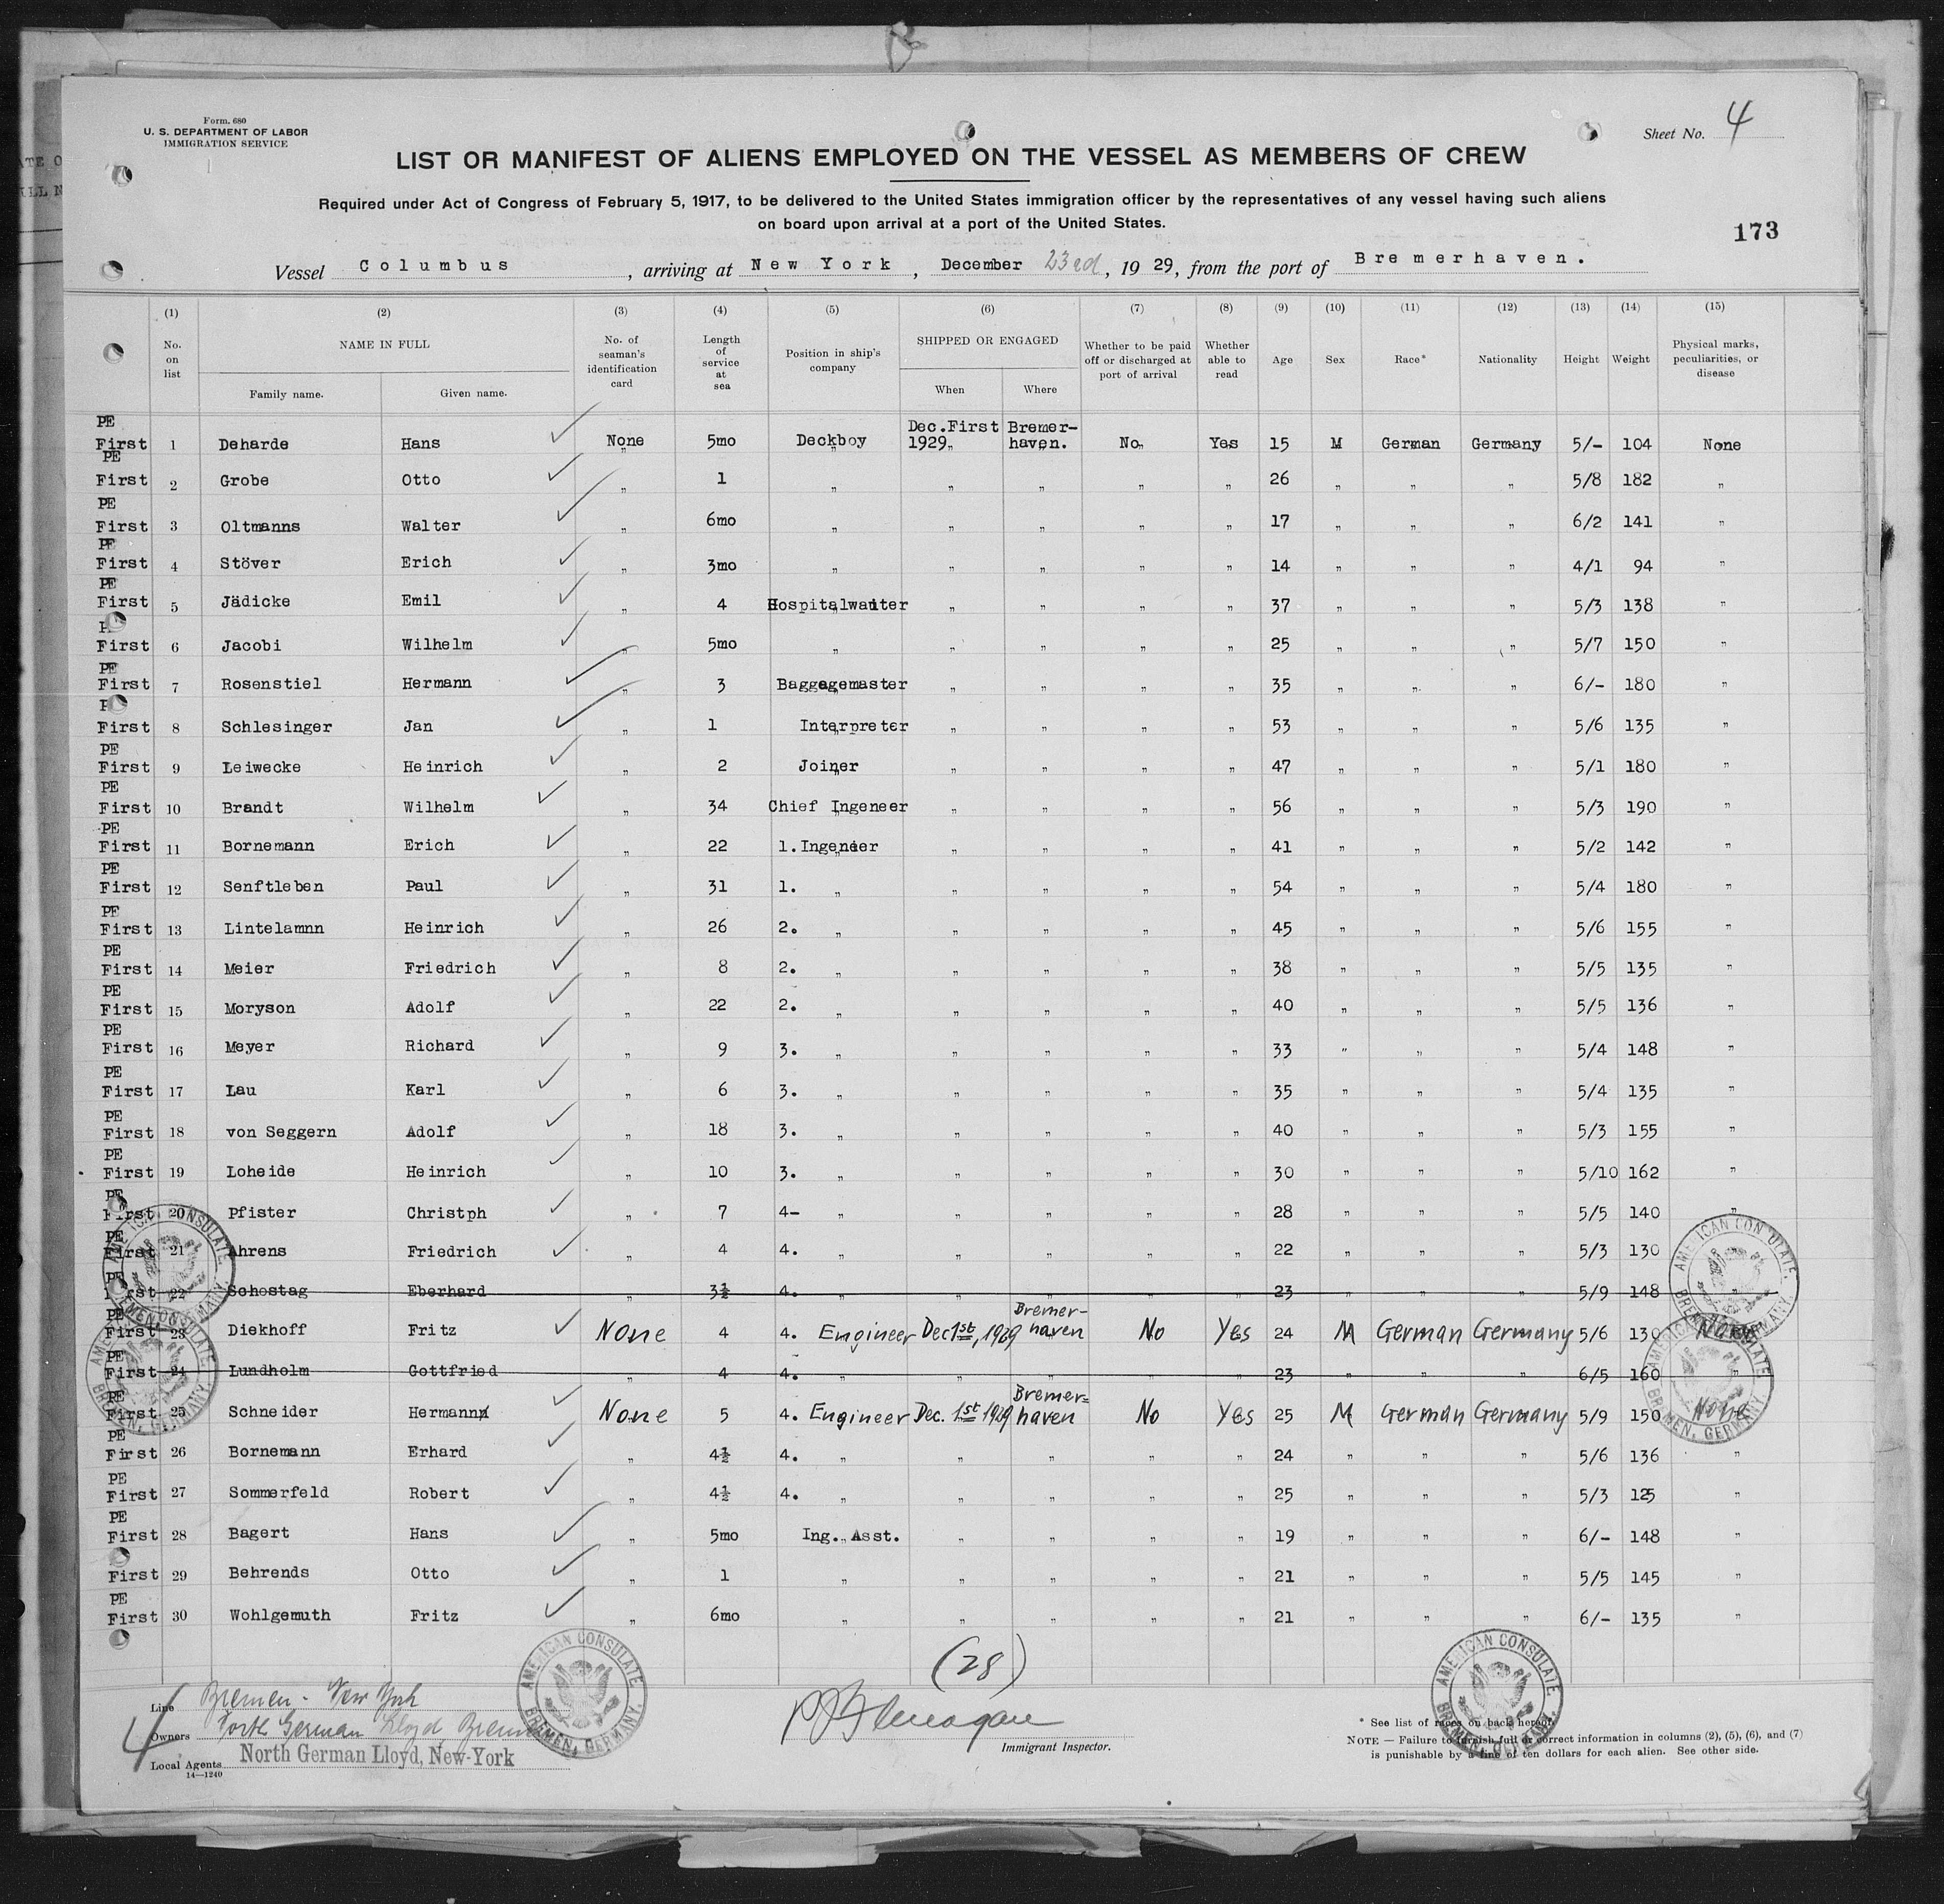 Form. 680
U. S. DEPARTMENT OF LABOR
IMMIGRATION SERVICE
Sheet No. 4
LIST OR MANIFEST OF ALIENS EMPLOYED ON THE VESSEL AS MEMBERS OF CREW
Required under Act of Congress of February 5, 1917, to be delivered to the United States immigration officer by the representatives of any vessel having such aliens
on board upon arrival at a port of the United States.
173
Vessel Columbus, arriving at New York, December 23rd, 1929, from the port of Bremerhaven.
(1) (2) (3) (4) (5) (6) (7) (8) (9) (10) (11) (12) (13) (14) (15)
No. on list NAME IN FULL Family name. Given name. No. of seaman's identification card Length of service at sea Position in ship's company SHIPPED OR ENGAGED When Where Whether to be paid off or discharged at port of arrival Whether able to read Age Sex Race* Nationality Height Weight Physical marks, peculiarities, or disease
PE First 1 Deharde Hans None 5mo Deckboy Dec.First 1929 Bremerhaven. No Yes 15 M German Germany 5/- 104 None
PE First 2 Grobe Otto " 1 " " " " " 26 " " " 5/8 182 "
PE First 3 Oltmanns Walter " 6mo " " " " " 17 " " " 6/2 141 "
PE First 4 Stöver Erich " 3mo " " " " " 14 " " " 4/1 94 "
PE First 5 Jädicke Emil " 4 Hospitalwaiter " " " " 37 " " " 5/3 138 "
First 6 Jacobi Wilhelm " 5mo " " " " " 25 " " " 5/7 150 "
PE First 7 Rosenstiel Hermann " 3 Baggagemaster " " " " 35 " " " 6/- 180 "
First 8 Schlesinger Jan " 1 Interpreter " " " " 53 " " " 5/6 135 "
PE First 9 Leiwecke Heinrich " 2 Joiner " " " " 47 " " " 5/1 180 "
PE First 10 Brandt Wilhelm " 34 Chief Ingeneer " " " " 56 " " " 5/3 190 "
PE First 11 Bornemann Erich " 22 1. Ingeneer " " " " 41 " " " 5/2 142 "
PE First 12 Senftleben Paul " 31 1. " " " " " 54 " " " 5/4 180 "
PE First 13 Lintelamnn Heinrich " 26 2. " " " " " 45 " " " 5/6 155 "
PE First 14 Meier Friedrich " 8 2. " " " " " 38 " " " 5/5 135 "
PE First 15 Moryson Adolf " 22 2. " " " " " 40 " " " 5/5 136 "
PE First 16 Meyer Richard " 9 3. " " " " " 33 " " " 5/4 148 "
PE First 17 Lau Karl " 6 3. " " " " " 35 " " " 5/4 135 "
PE First 18 von Seggern Adolf " 18 3. " " " " " 40 " " " 5/3 155 "
PE First 19 Loheide Heinrich " 10 3. " " " " " 30 " " " 5/10 162 "
PE First 20 Pfister Christph " 7 4- " " " " " 28 " " " 5/5 140 "
PE First 21 Ahrens Friedrich " 4 4. " " " " " 22 " " " 5/3 130 "
PE First 22 Schostag Eberhard " 3½ 4. " " " " " 23 " " " 5/9 148 "
PE First 23 Diekhoff Fritz None 4 4. Engineer Dec 1st, 1929 Bremerhaven No Yes 24 M German Germany 5/6 130 None
PE First 24 Lundholm Gottfried " 4 4. " " " " " 23 " " " 6/5 160 "
PE First 25 Schneider Hermann None 5 4. Engineer Dec. 1st 1929 Bremer=haven No Yes 25 M German Germany 5/9 150 None
PE First 26 Bornemann Erhard " 4½ 4. " " " " " 24 " " " 5/6 136 "
PE First 27 Sommerfeld Robert " 4½ 4. " " " " " 25 " " " 5/3 125 "
PE First 28 Bagert Hans " 5mo Ing. Asst. " " " " 19 " " " 6/- 148 "
First 29 Behrends Otto " 1 " " " " " 21 " " " 5/5 145 "
PE First 30 Wohlgemuth Fritz " 6mo " " " " " 21 " " " 6/- 135 "
AMERICAN CONSULATE, BREMEN, GERMANY.
AMERICAN CONSULATE, BREMEN, GERMANY.
AMERICAN CONSULATE, BREMEN, GERMANY.
AMERICAN CONSULATE, BREMEN, GERMANY.
AMERICAN CONSULATE, BREMEN, GERMANY.
AMERICAN CONSULATE, BREMEN, GERMANY.
(28)
Line Bremen - New York
Owners North German Lloyd Bremen
Local Agents North German Lloyd, New-York
14—1240
4
Immigrant Inspector.
* See list of races on back hereof.
NOTE — Failure to furnish full or correct information in columns (2), (5), (6), and (7)
is punishable by a fine of ten dollars for each alien. See other side.